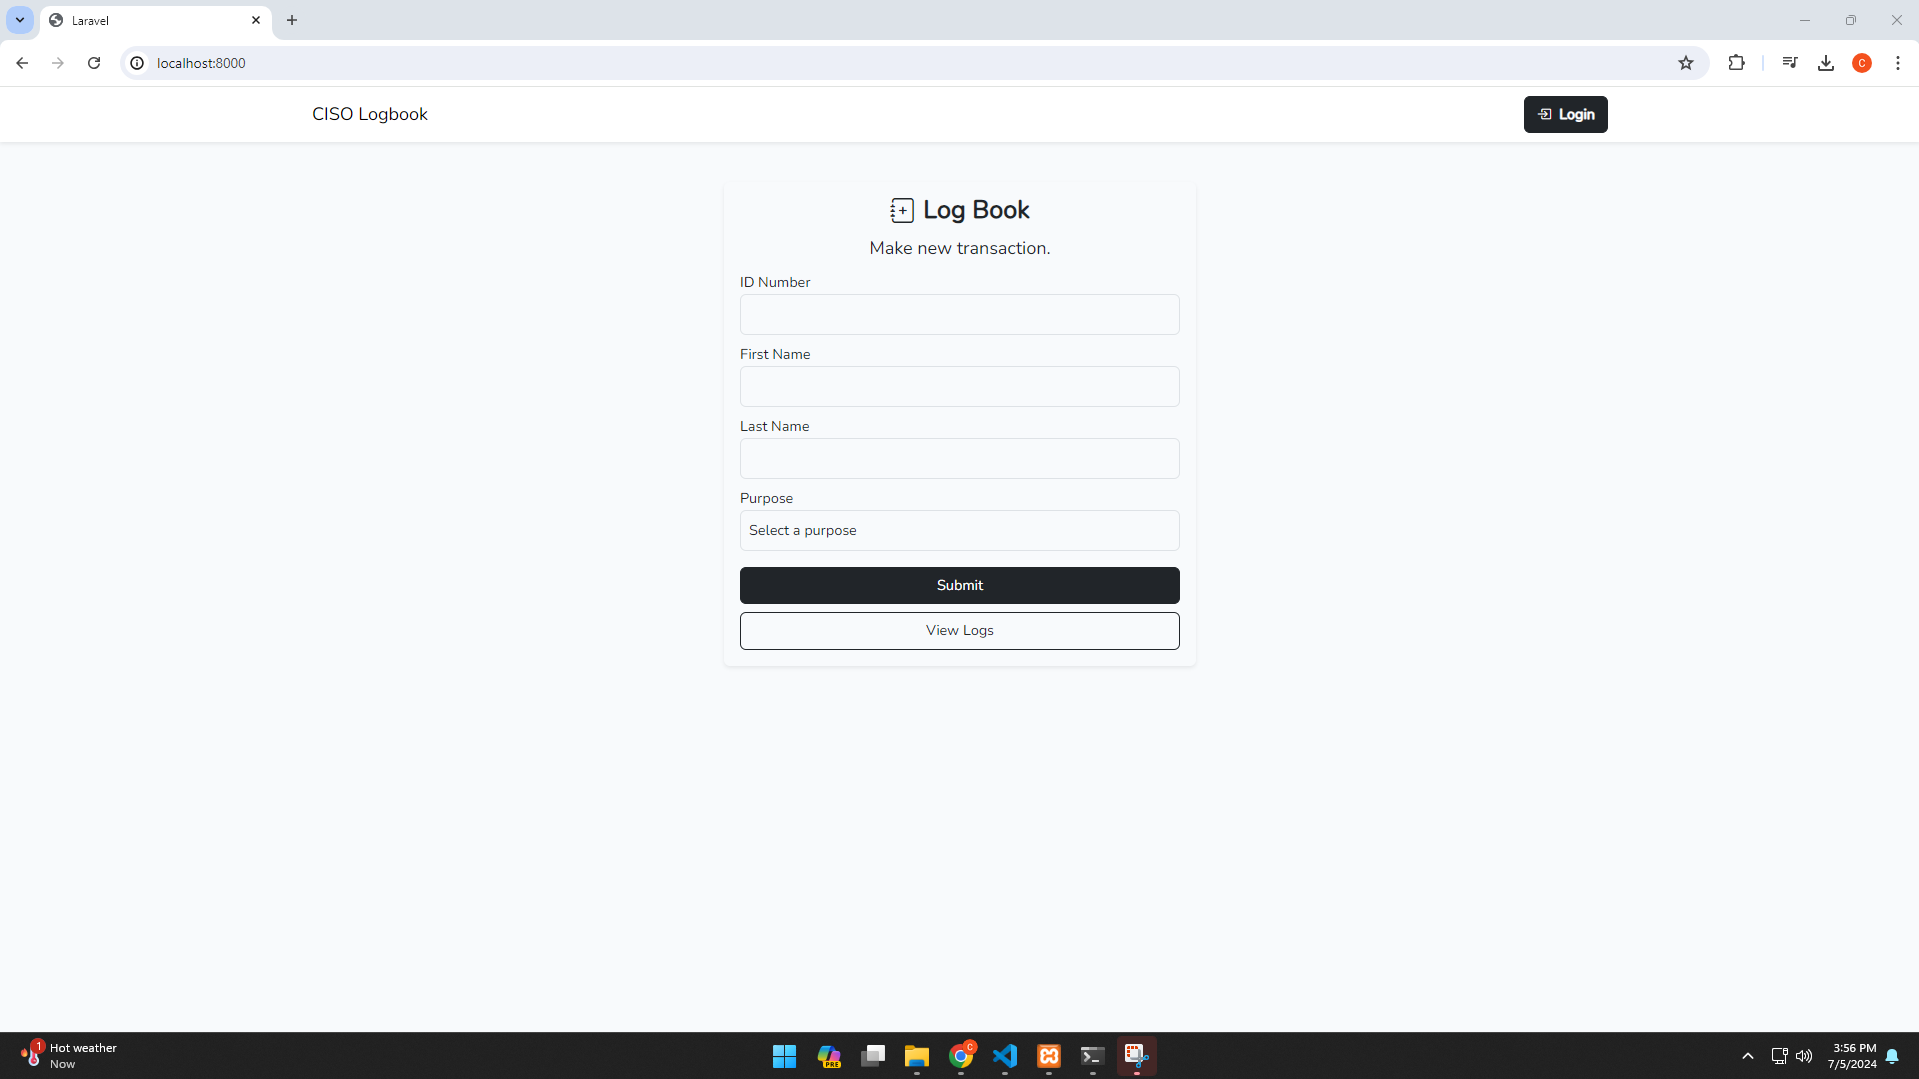 Laravel
localhost:8000
C
CISO Logbook
Login
Log Book
Make new transaction.
ID Number
First Name
Last Name
Purpose
Select a purpose
Submit
View Logs
1
Hot weather
Now
PRE
C
3:56 PM
7/5/2024